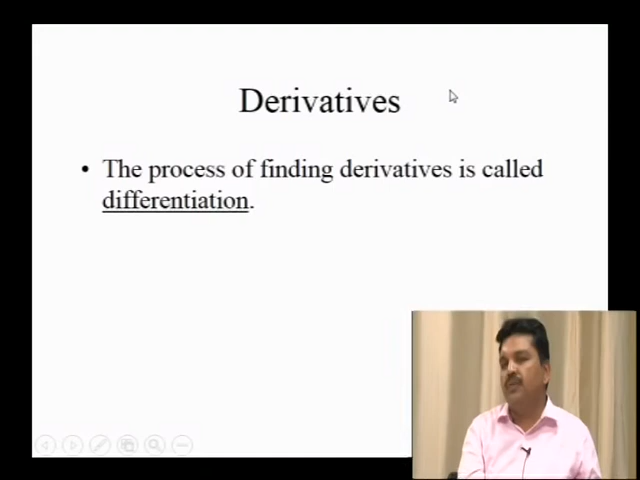 Derivatives
• The process of finding derivatives is called
differentiation.